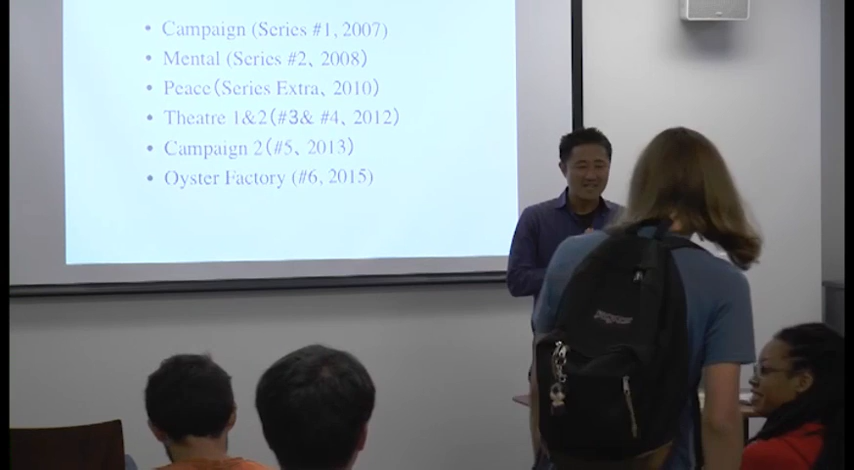 • Campaign (Series #1, 2007)
• Mental (Series #2、2008)
• Peace（Series Extra、2010）
• Theatre 1&2（#3& #4、2012）
• Campaign 2（#5、2013）
• Oyster Factory (#6, 2015)